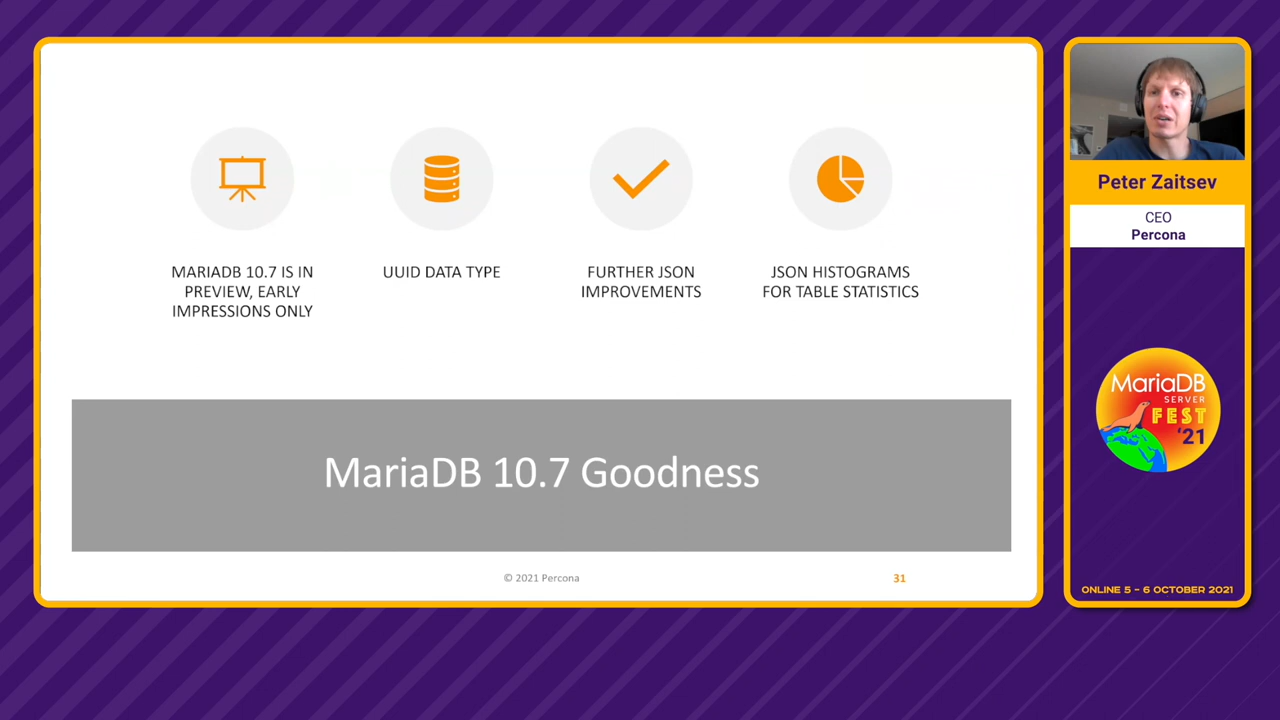 MARIADB 10.7 IS IN
PREVIEW, EARLY
IMPRESSIONS ONLY
UUID DATA TYPE
FURTHER JSON
IMPROVEMENTS
JSON HISTOGRAMS
FOR TABLE STATISTICS
MariaDB 10.7 Goodness
© 2021 Percona
31
Peter Zaitsev
CEO
Percona
MariaDB
SERVER
FEST
'21
ONLINE 5 – 6 OCTOBER 2021